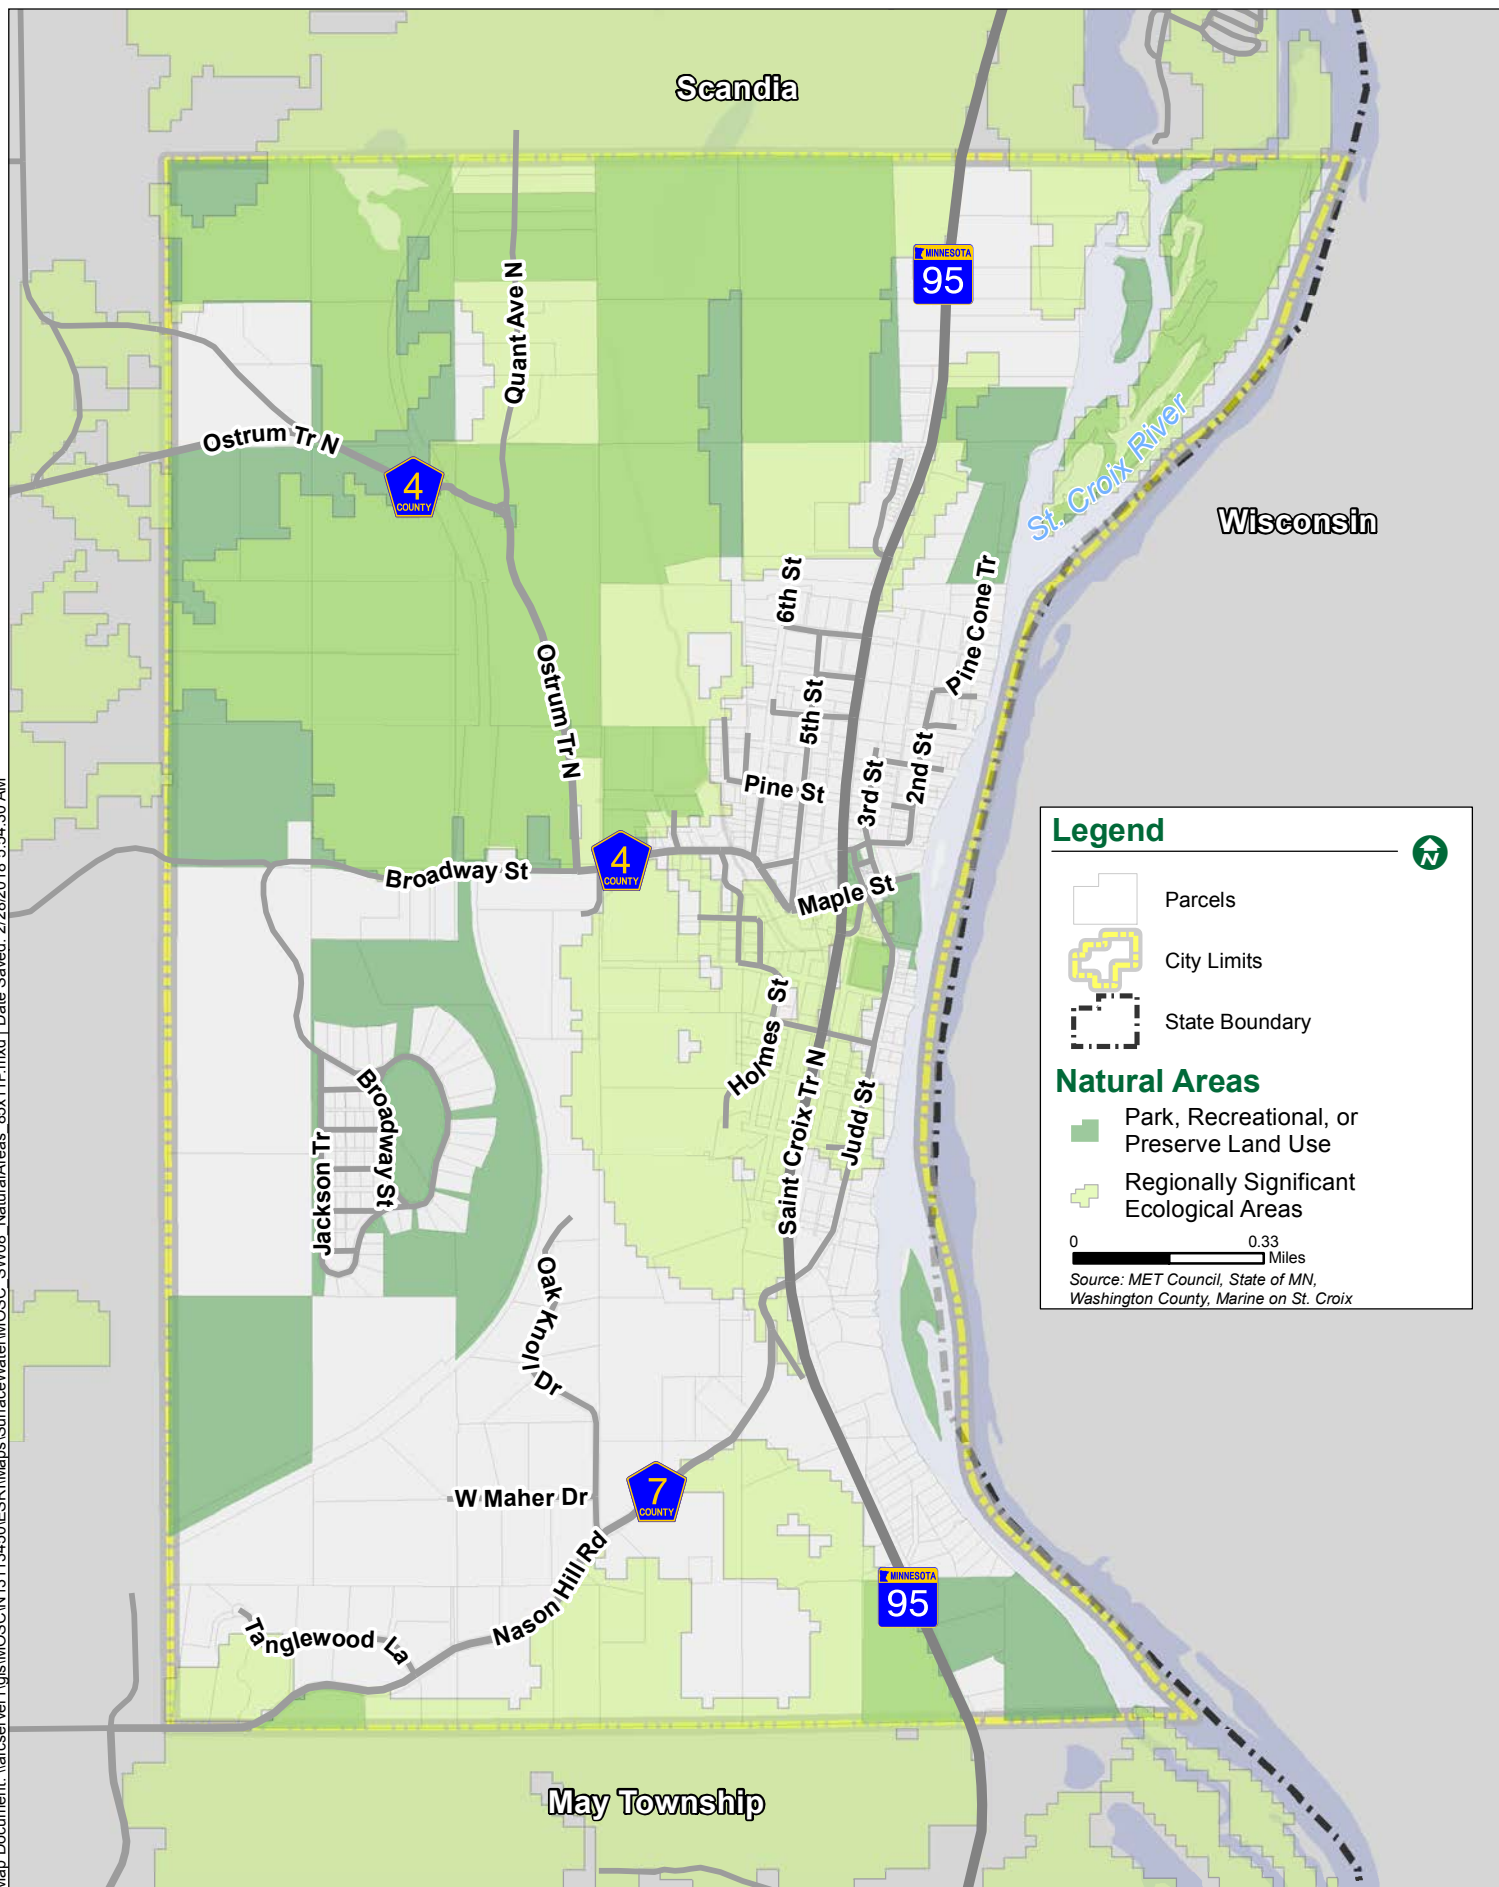 Scandia
MINNESOTA
95
Quant Ave N
Ostrum Tr N
4
COUNTY
St. Croix River
Wisconsin
6th St
Pine Cone Tr
Ostrum Tr N
5th St
2nd St
3rd St
Pine St
4
COUNTY
Broadway St
Maple St
Holmes St
Saint Croix Tr N
Judd St
Broadway St
Jackson Tr
Oak Knoll Dr
W Maher Dr
7
COUNTY
Nason Hill Rd
MINNESOTA
95
Tanglewood La
May Township
Legend
N
Parcels
City Limits
State Boundary
Natural Areas
Park, Recreational, or
Preserve Land Use
Regionally Significant
Ecological Areas
0 0.33
Miles
Source: MET Council, State of MN,
Washington County, Marine on St. Croix